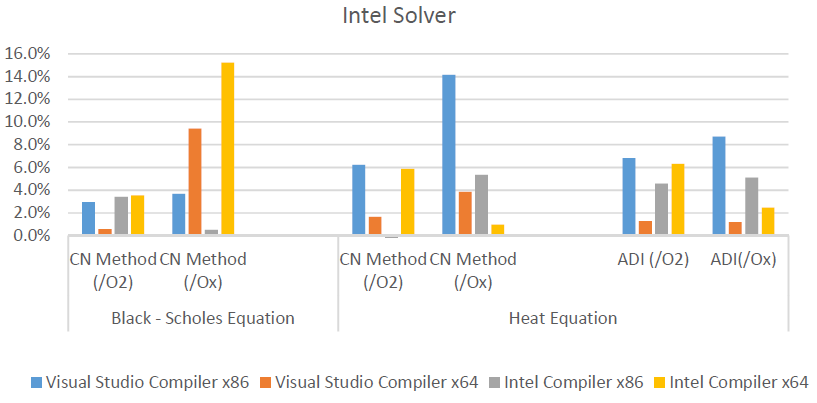 Intel Solver
16.0%
14.0%
12.0%
10.0%
8.0%
6.0%
4.0%
2.0%
0.0%
CN Method CN Method CN Method CN Method ADI (/O2) ADI(/Ox)
(/O2) (/Ox) (/O2) (/Ox)
Black - Scholes Equation Heat Equation
Visual Studio Compiler x86 Visual Studio Compiler x64 Intel Compiler x86 Intel Compiler x64